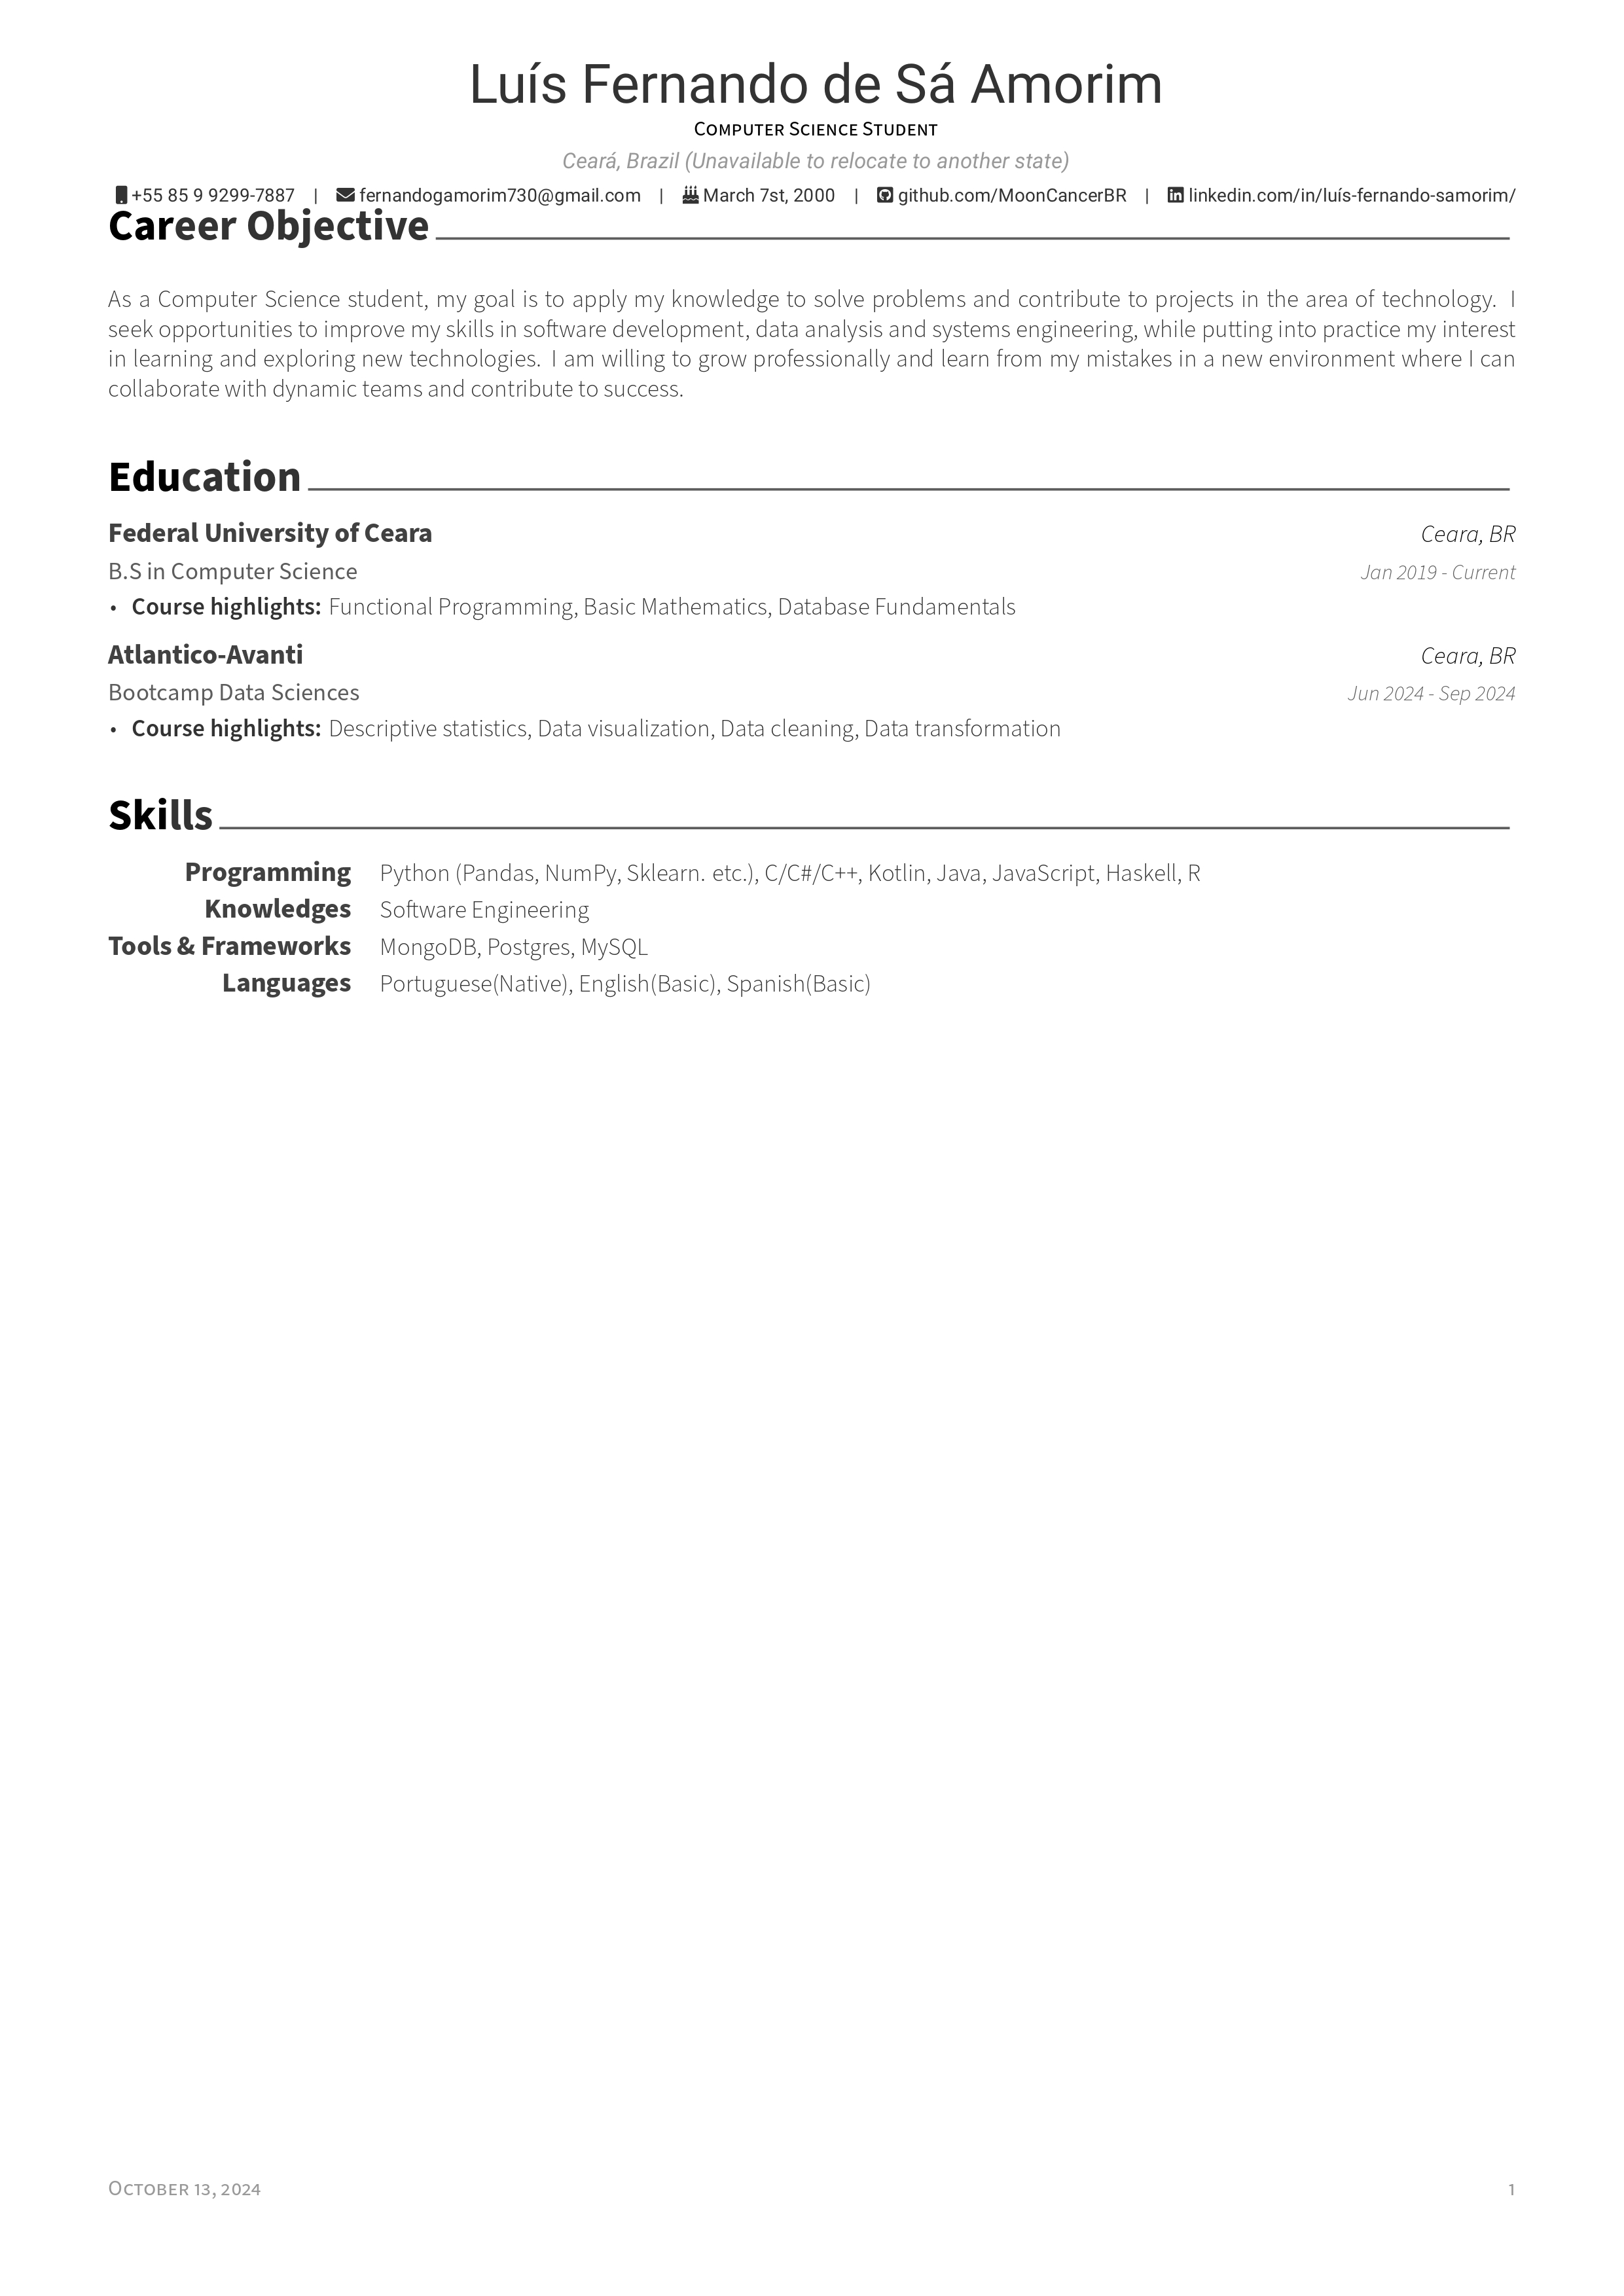 Luís Fernando de Sá Amorim
Computer Science Student
Ceará, Brazil (Unavailable to relocate to another state)
+55 85 9 9299-7887 | fernandogamorim730@gmail.com | March 7st, 2000 | github.com/MoonCancerBR | linkedin.com/in/luís-fernando-samorim/
Career Objective
As a Computer Science student, my goal is to apply my knowledge to solve problems and contribute to projects in the area of technology. I
seek opportunities to improve my skills in software development, data analysis and systems engineering, while putting into practice my interest
in learning and exploring new technologies. I am willing to grow professionally and learn from my mistakes in a new environment where I can
collaborate with dynamic teams and contribute to success.
Education
Federal University of Ceara Ceara, BR
B.S in Computer Science Jan 2019 - Current
• Course highlights: Functional Programming, Basic Mathematics, Database Fundamentals
Atlantico-Avanti Ceara, BR
Bootcamp Data Sciences Jun 2024 - Sep 2024
• Course highlights: Descriptive statistics, Data visualization, Data cleaning, Data transformation
Skills
Programming Python (Pandas, NumPy, Sklearn. etc.), C/C#/C++, Kotlin, Java, JavaScript, Haskell, R
Knowledges Software Engineering
Tools & Frameworks MongoDB, Postgres, MySQL
Languages Portuguese(Native), English(Basic), Spanish(Basic)
October 13, 2024 1